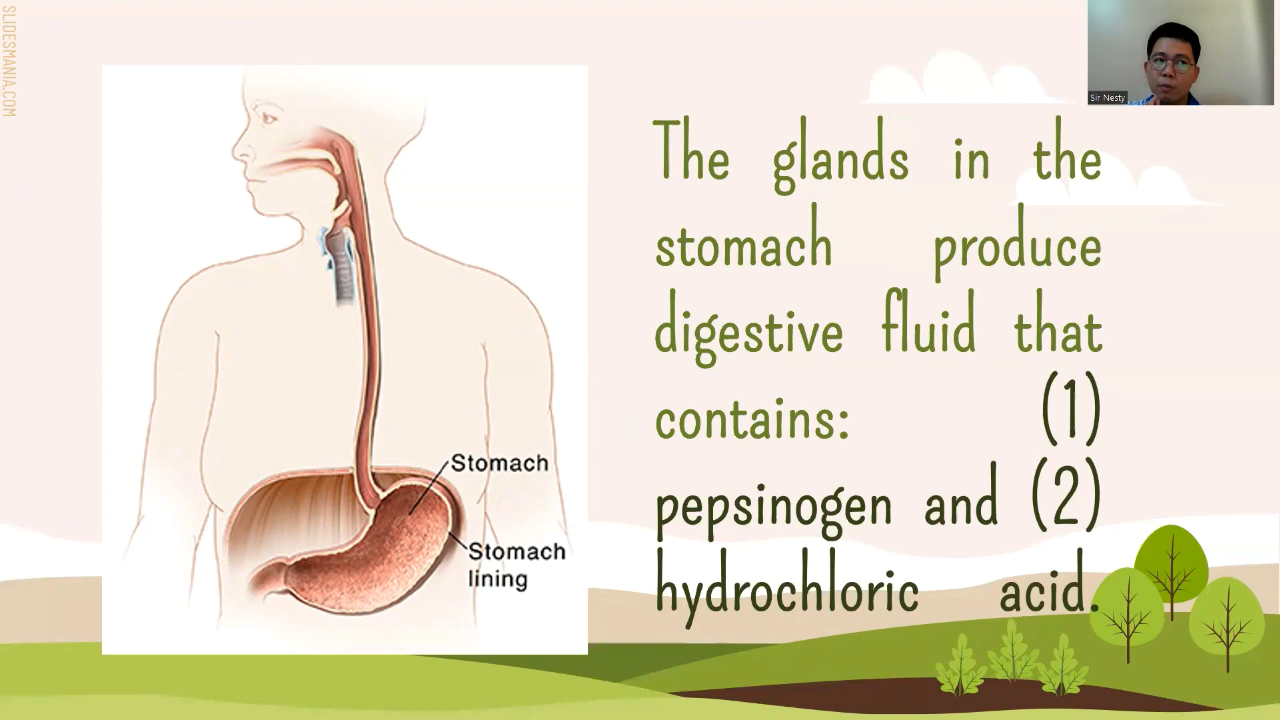 SLIDESMANIA.COM
Sir Nesty
The glands in the
stomach produce
digestive fluid that
contains: (1)
pepsinogen and (2)
hydrochloric acid.
Stomach
Stomach
lining